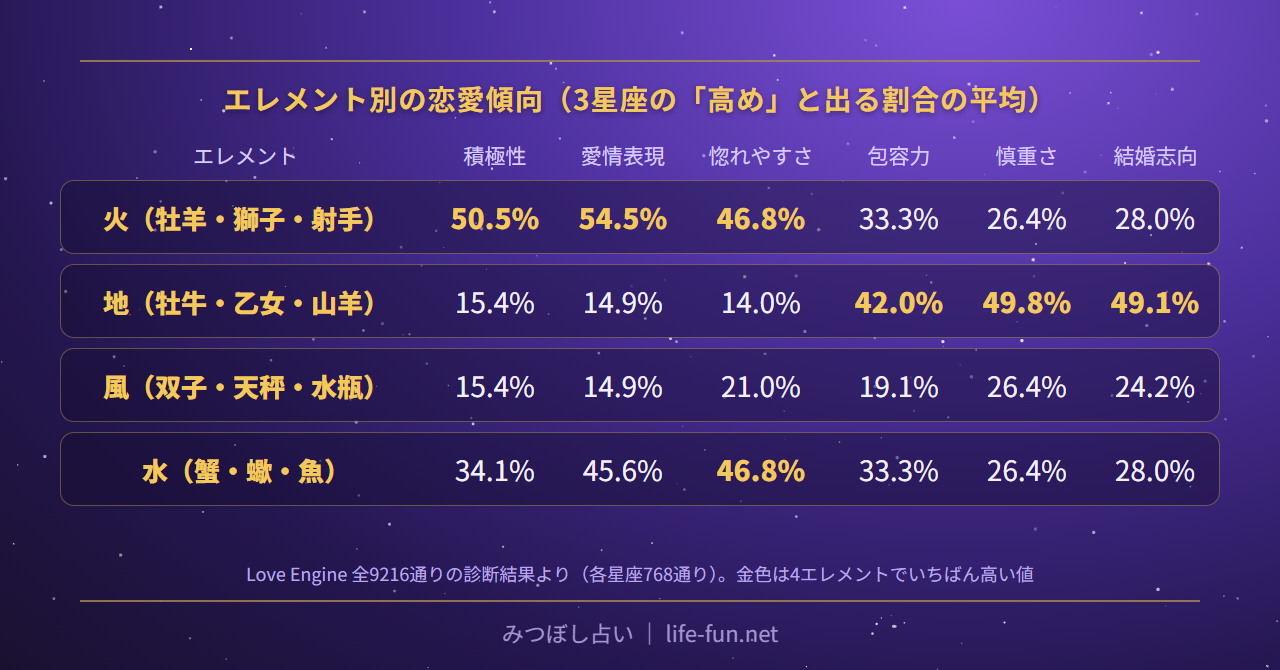 エレメント別の恋愛傾向（3星座の「高め」と出る割合の平均）
エレメント 積極性 愛情表現 惚れやすさ 包容力 慎重さ 結婚志向
火（牡羊・獅子・射手） 50.5% 54.5% 46.8% 33.3% 26.4% 28.0%
地（牡牛・乙女・山羊） 15.4% 14.9% 14.0% 42.0% 49.8% 49.1%
風（双子・天秤・水瓶） 15.4% 14.9% 21.0% 19.1% 26.4% 24.2%
水（蟹・蠍・魚） 34.1% 45.6% 46.8% 33.3% 26.4% 28.0%
Love Engine 全9216通りの診断結果より（各星座768通り）。金色は4エレメントでいちばん高い値
みつぼし占い｜life-fun.net